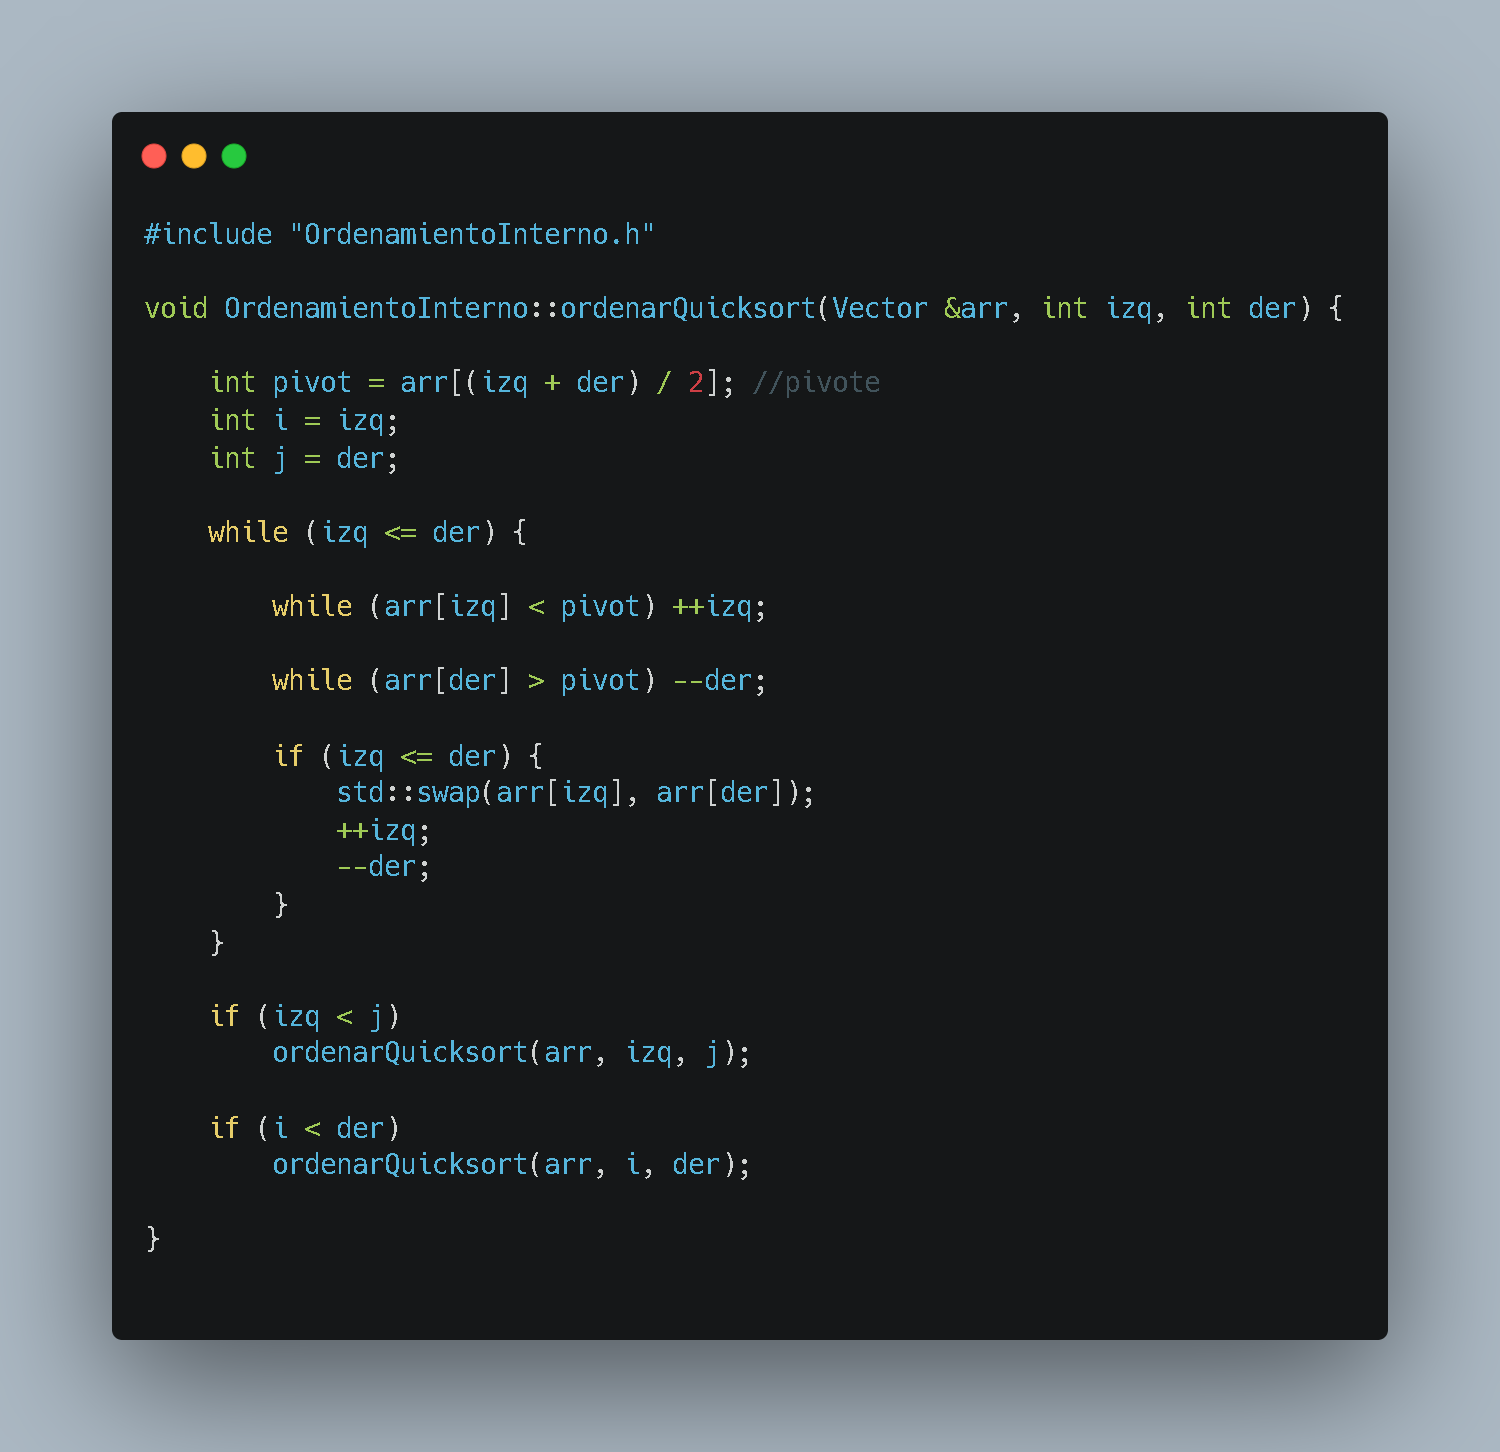 #include "OrdenamientoInterno.h"
void OrdenamientoInterno::ordenarQuicksort(Vector &arr, int izq, int der) {
int pivot = arr[(izq + der) / 2]; //pivote
int i = izq;
int j = der;
while (izq <= der) {
while (arr[izq] < pivot) ++izq;
while (arr[der] > pivot) --der;
if (izq <= der) {
std::swap(arr[izq], arr[der]);
++izq;
--der;
}
}
if (izq < j)
ordenarQuicksort(arr, izq, j);
if (i < der)
ordenarQuicksort(arr, i, der);
}